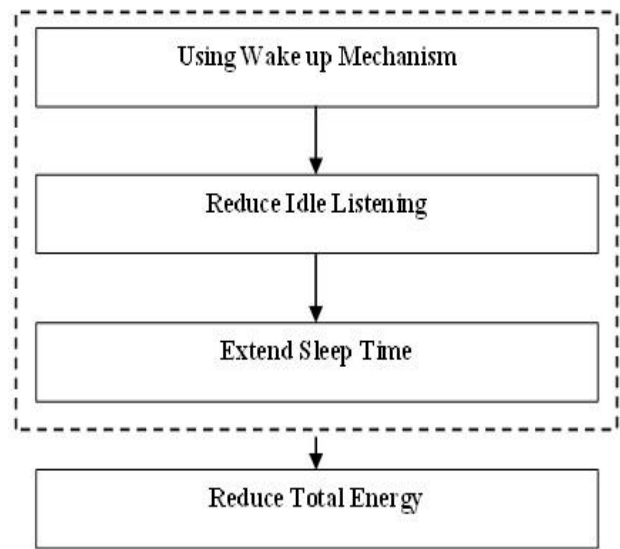 Using Wake up Mechanism
Reduce Idle Listening
Extend Sleep Time
Reduce Total Energy